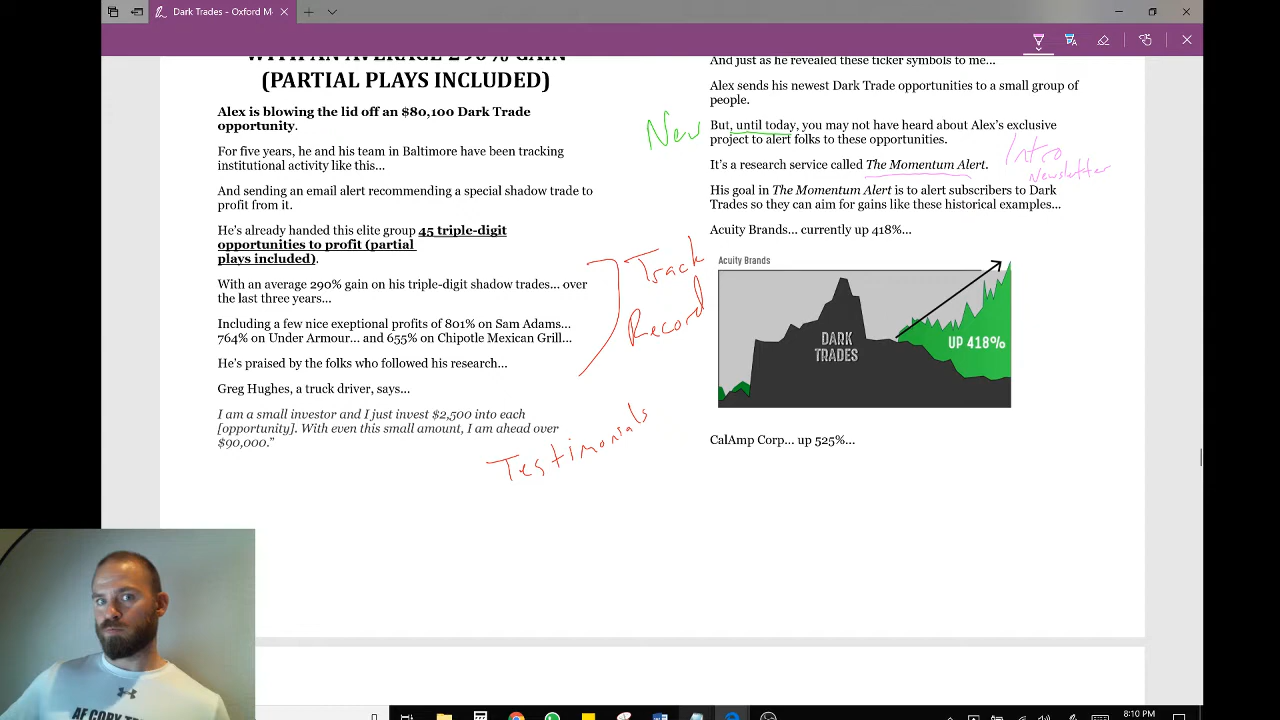 Dark Trades - Oxford M
WITH AN AVERAGE 290% GAIN
(PARTIAL PLAYS INCLUDED)
Alex is blowing the lid off an $80,100 Dark Trade
opportunity.
For five years, he and his team in Baltimore have been tracking
institutional activity like this...
And sending an email alert recommending a special shadow trade to
profit from it.
He's already handed this elite group 45 triple-digit
opportunities to profit (partial
plays included).
With an average 290% gain on his triple-digit shadow trades... over
the last three years...
Including a few nice exeptional profits of 801% on Sam Adams...
764% on Under Armour... and 655% on Chipotle Mexican Grill...
He's praised by the folks who followed his research...
Greg Hughes, a truck driver, says...
I am a small investor and I just invest $2,500 into each
[opportunity]. With even this small amount, I am ahead over
$90,000."
Track
Record
Testimonials
And just as he revealed these ticker symbols to me...
Alex sends his newest Dark Trade opportunities to a small group of
people.
New
But, until today, you may not have heard about Alex's exclusive
project to alert folks to these opportunities.
It's a research service called The Momentum Alert.
Intro
Newsletter
His goal in The Momentum Alert is to alert subscribers to Dark
Trades so they can aim for gains like these historical examples...
Acuity Brands... currently up 418%...
Acuity Brands
DARK
TRADES
UP 418%
CalAmp Corp... up 525%...
8:10 PM